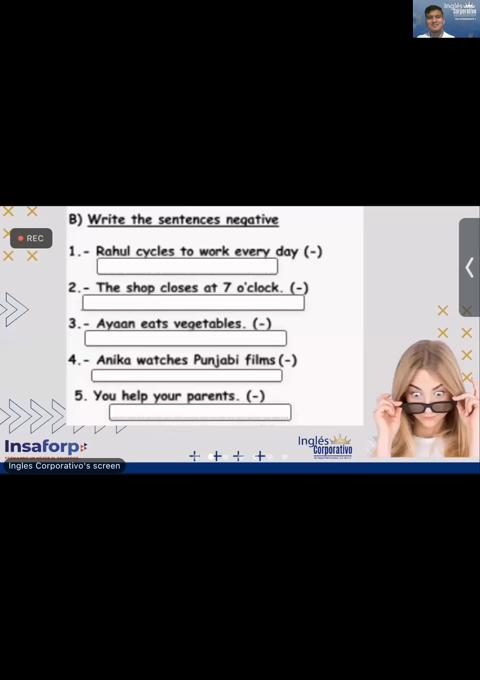 Inglés
Corporativo
B) Write the sentences negative
REC
1.- Rahul cycles to work every day (-)
2.- The shop closes at 7 o'clock. (-)
3.- Ayaan eats vegetables. (-)
4.- Anika watches Punjabi films (-)
5. You help your parents. (-)
Insaforp
Inglés
Corporativo
Ingles Corporativo's screen